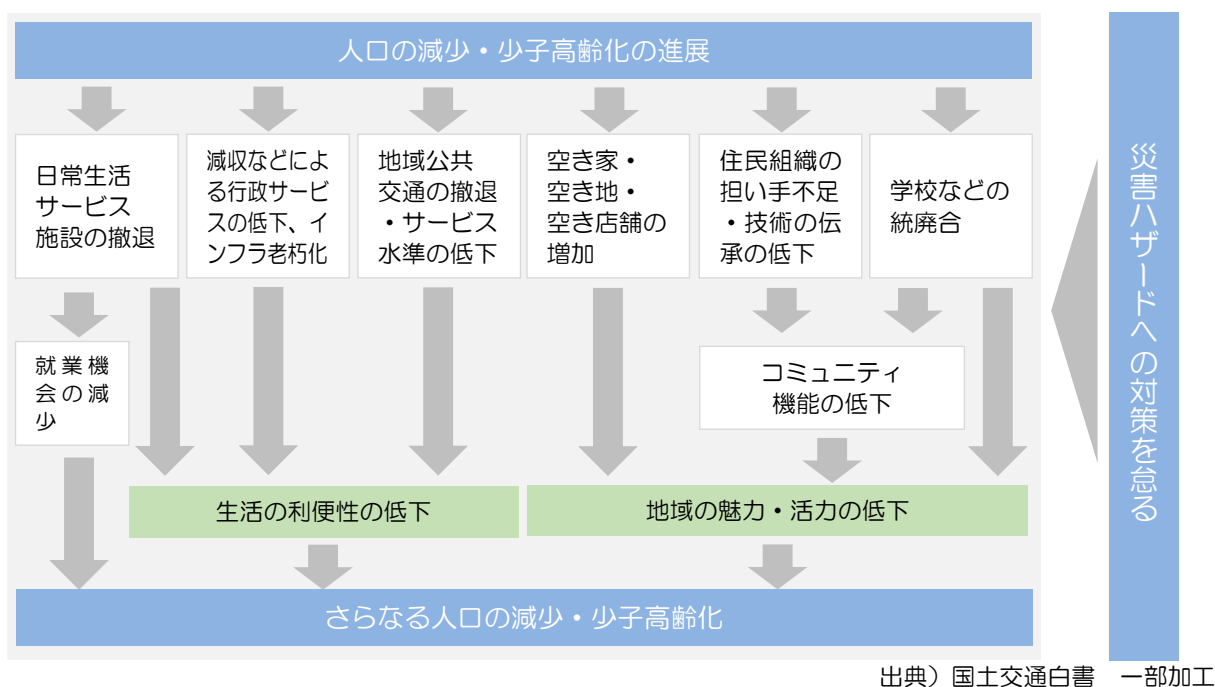 人口の減少・少子高齢化の進展
日常生活
サービス
施設の撤退
減収などによ
る行政サービ
スの低下、イ
ンフラ老朽化
地域公共
交通の撤退
・サービス
水準の低下
空き家・
空き地・
空き店舗の
増加
住民組織の
担い手不足
・技術の伝
承の低下
学校などの
統廃合
就業機
会の減
少
コミュニティ
機能の低下
生活の利便性の低下
地域の魅力・活力の低下
さらなる人口の減少・少子高齢化
災害ハザードへの対策を怠る
出典）国土交通白書　一部加工